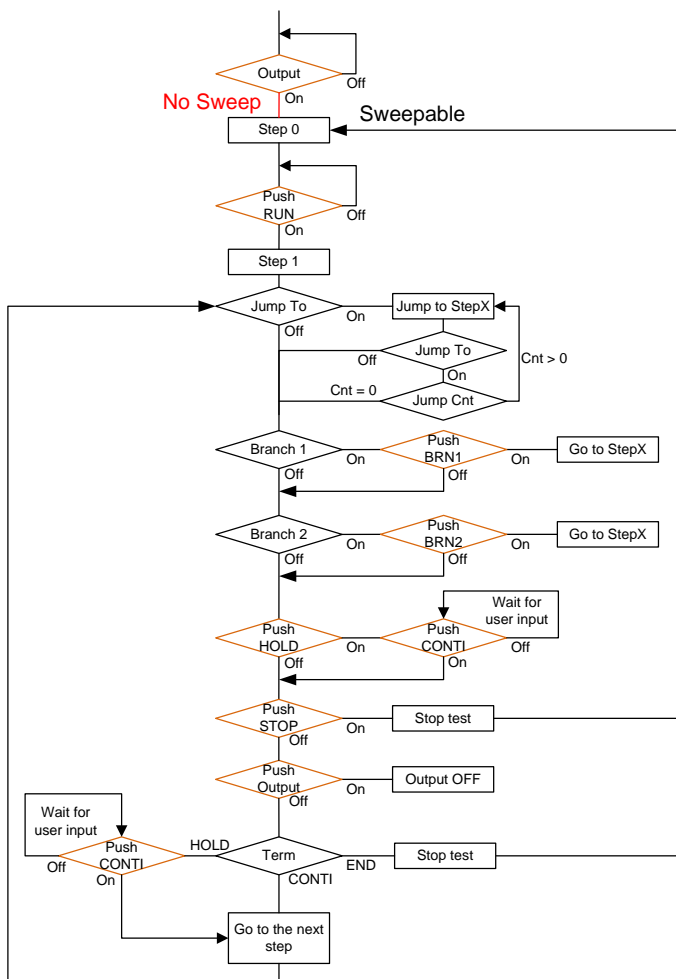 Output
Off
On
No Sweep
Sweepable
Step 0
Push
RUN
Off
On
Step 1
Jump To
On
Jump to StepX
Off
Off
Jump To
Cnt > 0
On
Cnt = 0
Jump Cnt
Branch 1
On
Push
BRN1
On
Go to StepX
Off
Off
Branch 2
On
Push
BRN2
On
Go to StepX
Off
Off
Wait for
user input
Push
HOLD
On
Push
CONTI
Off
Off
On
Push
STOP
On
Stop test
Off
Push
Output
On
Output OFF
Off
Wait for
user input
Push
CONTI
HOLD
Term
END
Stop test
Off
On
CONTI
Go to the next
step